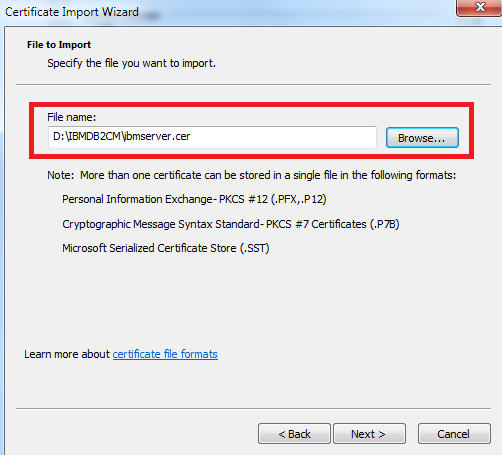 Certificate Import Wizard
File to Import
Specify the file you want to import.
File name:
D:\IBMDB2CM\ibmserver.cer
Browse...
Note:  More than one certificate can be stored in a single file in the following formats:
Personal Information Exchange- PKCS #12 (.PFX,.P12)
Cryptographic Message Syntax Standard- PKCS #7 Certificates (.P7B)
Microsoft Serialized Certificate Store (.SST)
Learn more about certificate file formats
< Back
Next >
Cancel